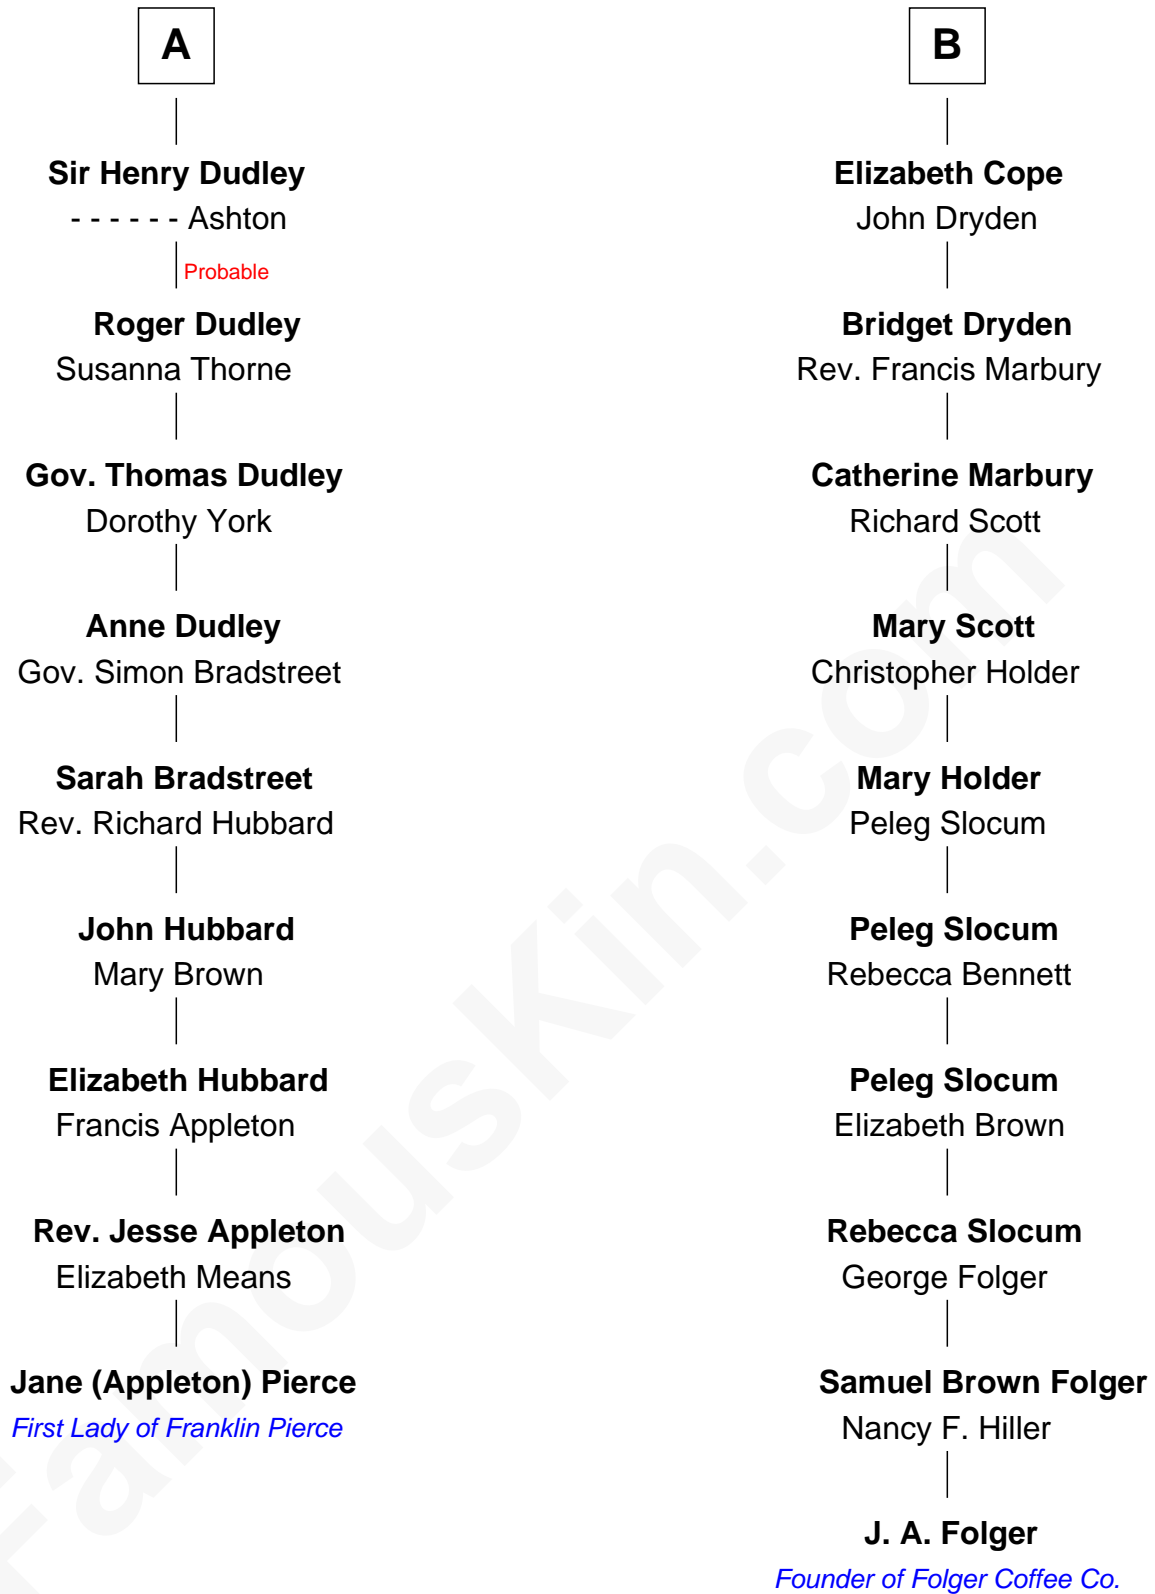 A
Sir Henry Dudley
- - - - - - Ashton
Probable
Roger Dudley
Susanna Thorne
Gov. Thomas Dudley
Dorothy York
Anne Dudley
Gov. Simon Bradstreet
Sarah Bradstreet
Rev. Richard Hubbard
John Hubbard
Mary Brown
Elizabeth Hubbard
Francis Appleton
Rev. Jesse Appleton
Elizabeth Means
Jane (Appleton) Pierce
First Lady of Franklin Pierce
B
Elizabeth Cope
John Dryden
Bridget Dryden
Rev. Francis Marbury
Catherine Marbury
Richard Scott
Mary Scott
Christopher Holder
Mary Holder
Peleg Slocum
Peleg Slocum
Rebecca Bennett
Peleg Slocum
Elizabeth Brown
Rebecca Slocum
George Folger
Samuel Brown Folger
Nancy F. Hiller
J. A. Folger
Founder of Folger Coffee Co.
FamousKin.com